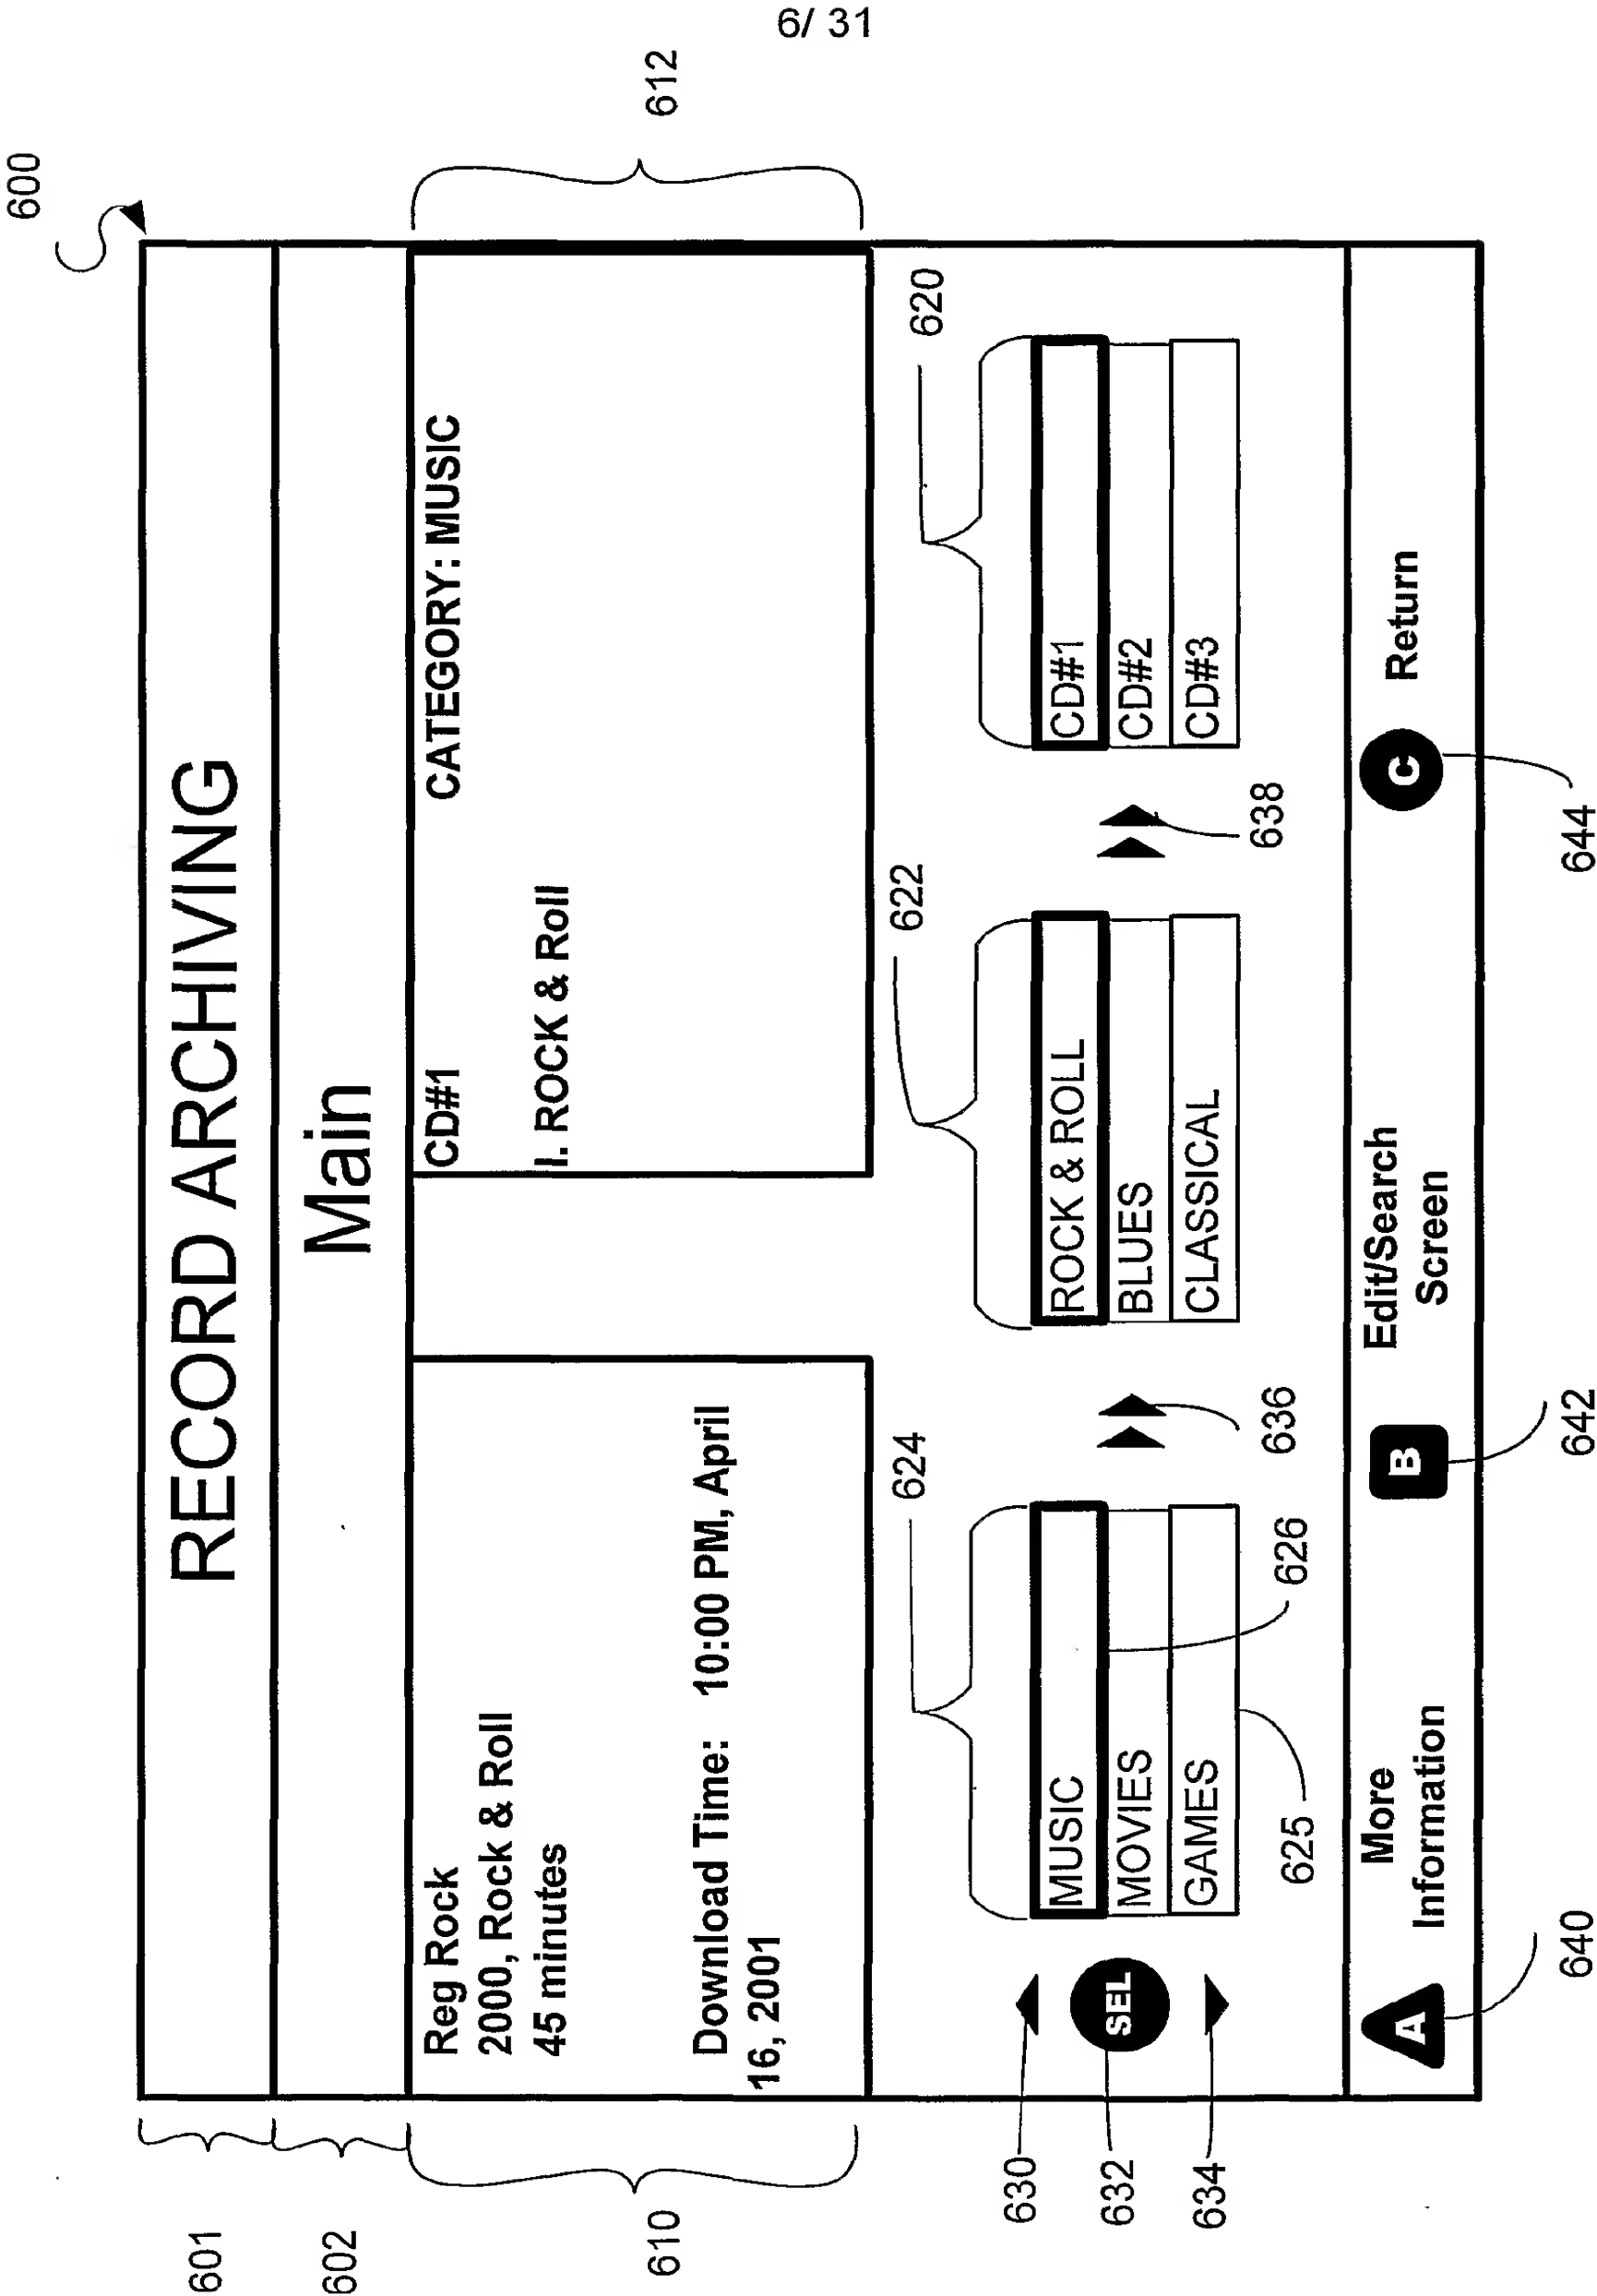 6/ 31
600
RECORD ARCHIVING
601
Main
602
Reg Rock
2000, Rock & Roll
45 minutes
Download Time: 10:00 PM, April
16, 2001
610
CD#1 CATEGORY: MUSIC
I. ROCK & Roll
612
624
622
620
630
SEL
632
634
MUSIC
MOVIES
GAMES
626
625
636
ROCK & ROLL
BLUES
CLASSICAL
638
CD#1
CD#2
CD#3
A
More
Information
640
B
Edit/Search
Screen
642
C
Return
644